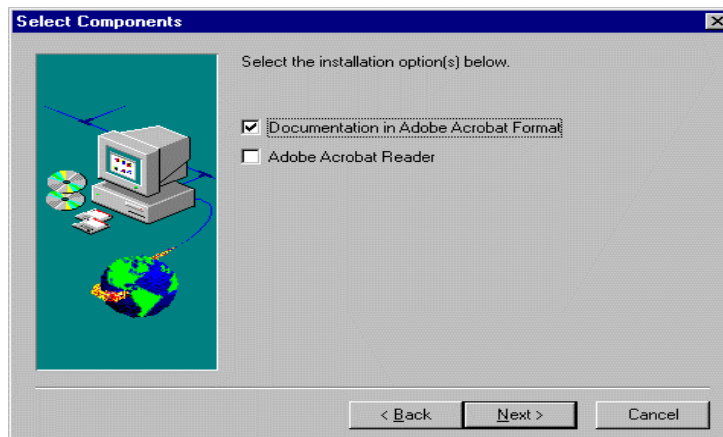 Select Components
Select the installation option(s) below.
Documentation in Adobe Acrobat Format
Adobe Acrobat Reader
< Back
Next >
Cancel